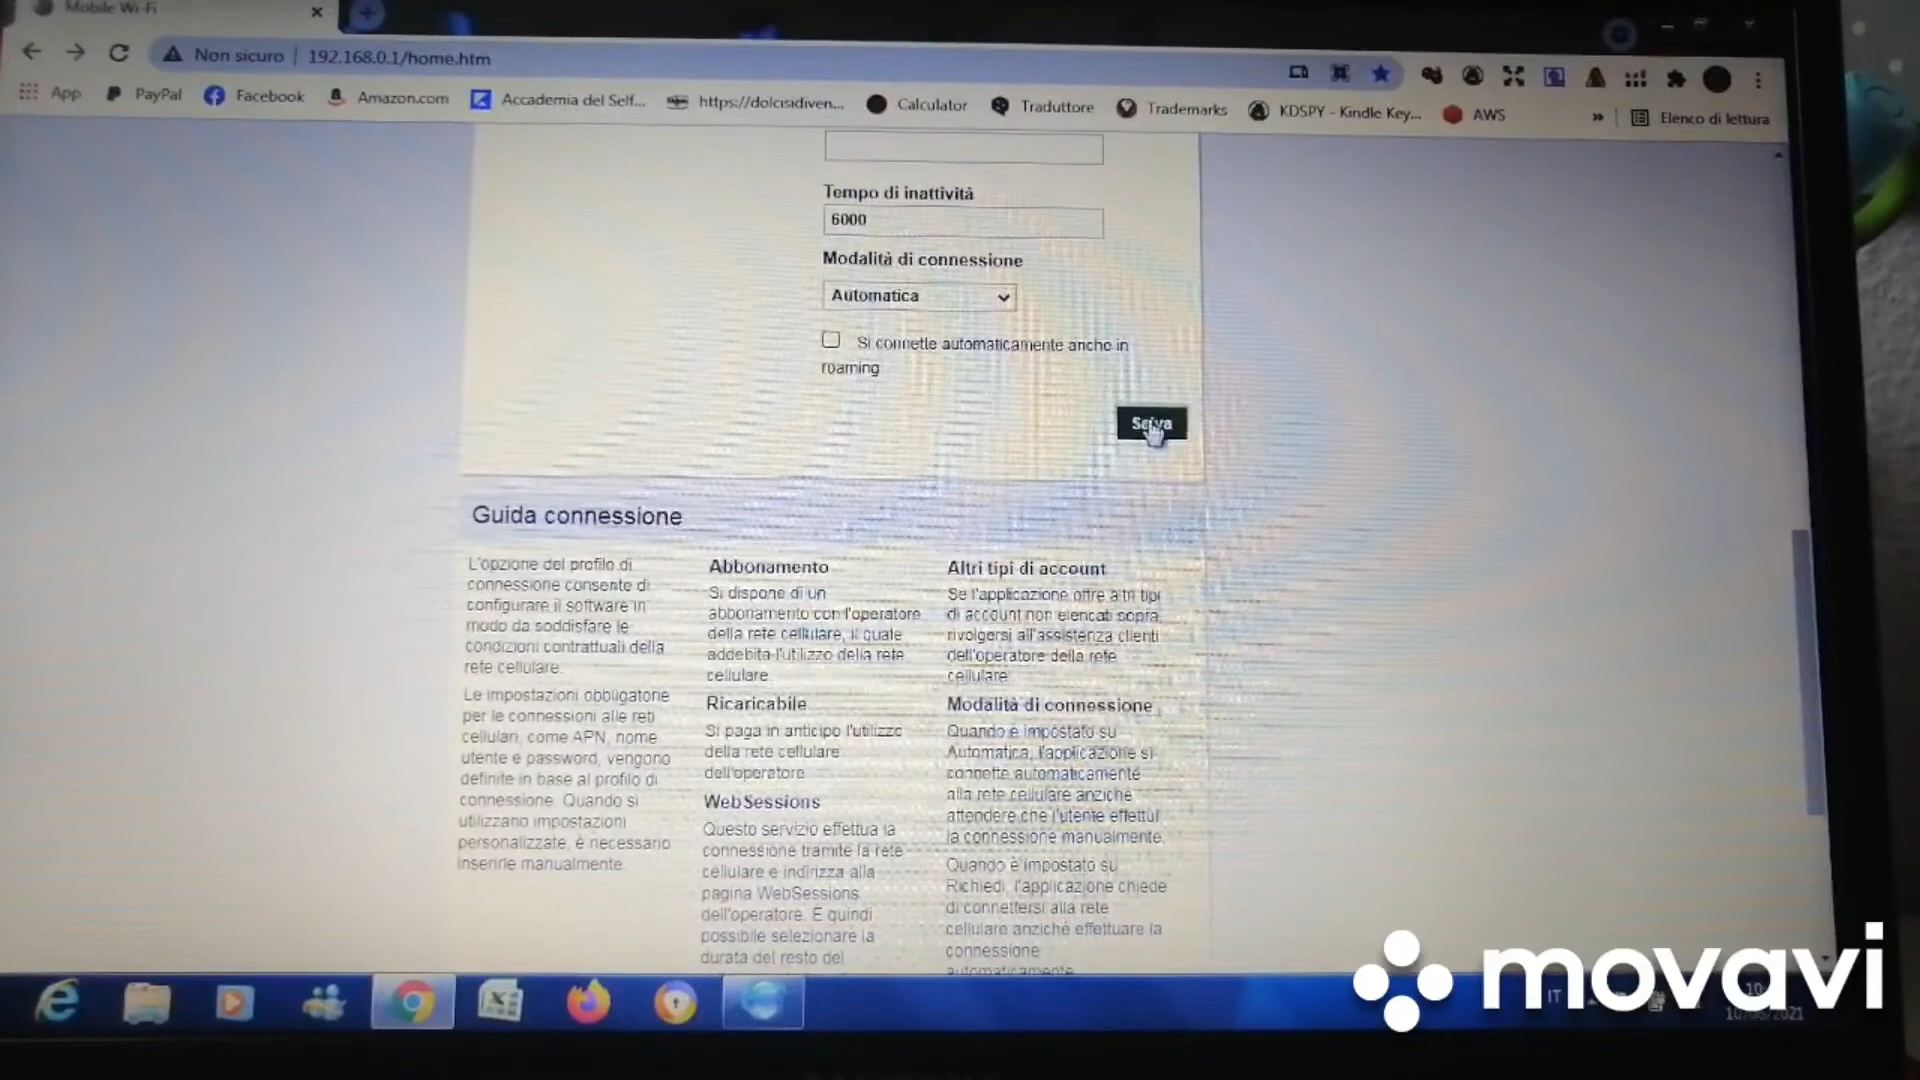 Mobile Wi-Fi
Non sicuro | 192.168.0.1/home.htm
App PayPal Facebook Amazon.com Accademia del Self... https://dolcisidiven... Calculator Traduttore Trademarks KDSPY - Kindle Key... AWS » Elenco di lettura
Tempo di inattività
6000
Modalità di connessione
Automatica
Si connette automaticamente anche in
roaming
Salva
Guida connessione
L'opzione del profilo di
connessione consente di
configurare il software in
modo da soddisfare le
condizioni contrattuali della
rete cellulare.
Le impostazioni obbligatorie
per le connessioni alle reti
cellulari, come APN, nome
utente e password, vengono
definite in base al profilo di
connessione. Quando si
utilizzano impostazioni
personalizzate, è necessario
inserirle manualmente.
Abbonamento
Si dispone di un
abbonamento con l'operatore
della rete cellulare, il quale
addebita l'utilizzo della rete
cellulare.
Ricaricabile
Si paga in anticipo l'utilizzo
della rete cellulare
dell'operatore
WebSessions
Questo servizio effettua la
connessione tramite la rete
cellulare e indirizza alla
pagina WebSessions
dell'operatore. È quindi
possibile selezionare la
durata del resto del
Altri tipi di account
Se l'applicazione offre altri tipi
di account non elencati sopra,
rivolgersi all'assistenza clienti
dell'operatore della rete
cellulare
Modalità di connessione
Quando è impostato su
Automatica, l'applicazione si
connette automaticamente
alla rete cellulare anziché
attendere che l'utente effettui
la connessione manualmente.
Quando è impostato su
Richiedi, l'applicazione chiede
di connettersi alla rete
cellulare anziché effettuare la
connessione
automaticamente.
IT
movavi